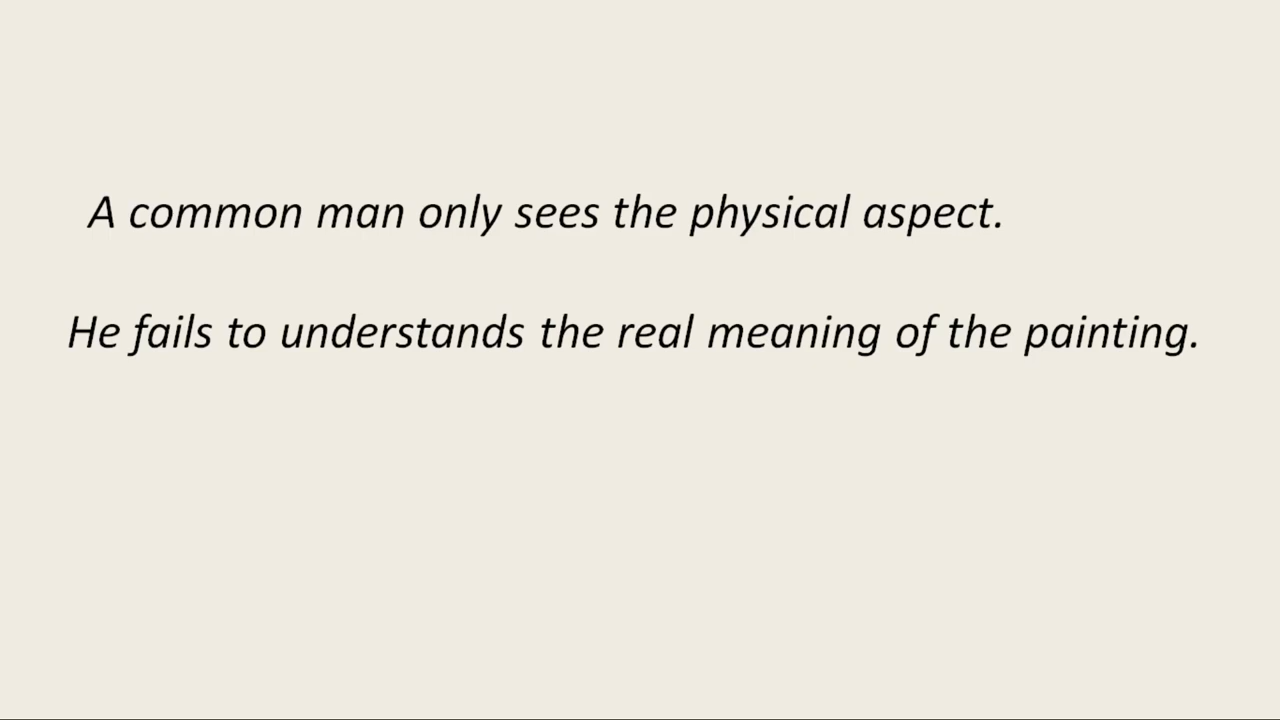 A common man only sees the physical aspect.
He fails to understands the real meaning of the painting.